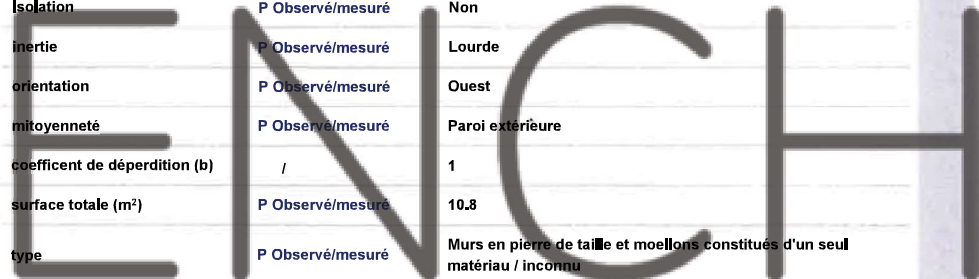 Isolation P Observé/mesuré Non
inertie P Observé/mesuré Lourde
orientation P Observé/mesuré Ouest
mitoyenneté P Observé/mesuré Paroi extérieure
coefficent de déperdition (b) / 1
surface totale (m²) P Observé/mesuré 10.8
type P Observé/mesuré Murs en pierre de taille et moellons constitués d'un seul
matériau / inconnu
ENCH